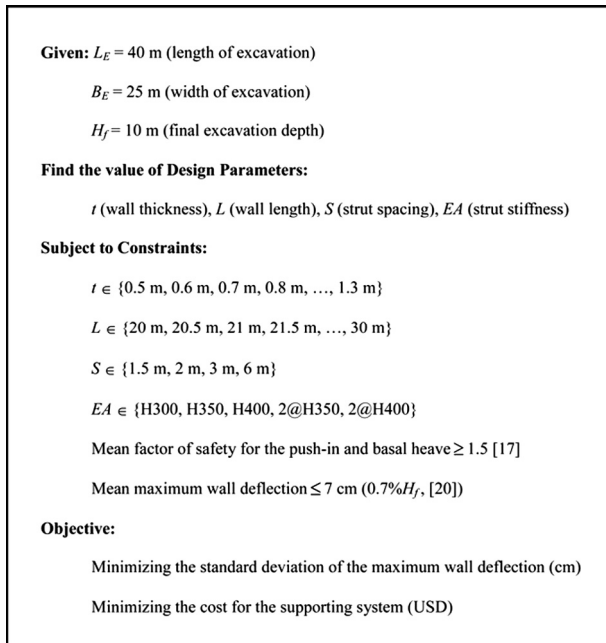 Given: L_E = 40 m (length of excavation)
B_E = 25 m (width of excavation)
H_f = 10 m (final excavation depth)
Find the value of Design Parameters:
t (wall thickness), L (wall length), S (strut spacing), EA (strut stiffness)
Subject to Constraints:
t ∈ {0.5 m, 0.6 m, 0.7 m, 0.8 m, …, 1.3 m}
L ∈ {20 m, 20.5 m, 21 m, 21.5 m, …, 30 m}
S ∈ {1.5 m, 2 m, 3 m, 6 m}
EA ∈ {H300, H350, H400, 2@H350, 2@H400}
Mean factor of safety for the push-in and basal heave ≥ 1.5 [17]
Mean maximum wall deflection ≤ 7 cm (0.7%H_f, [20])
Objective:
Minimizing the standard deviation of the maximum wall deflection (cm)
Minimizing the cost for the supporting system (USD)